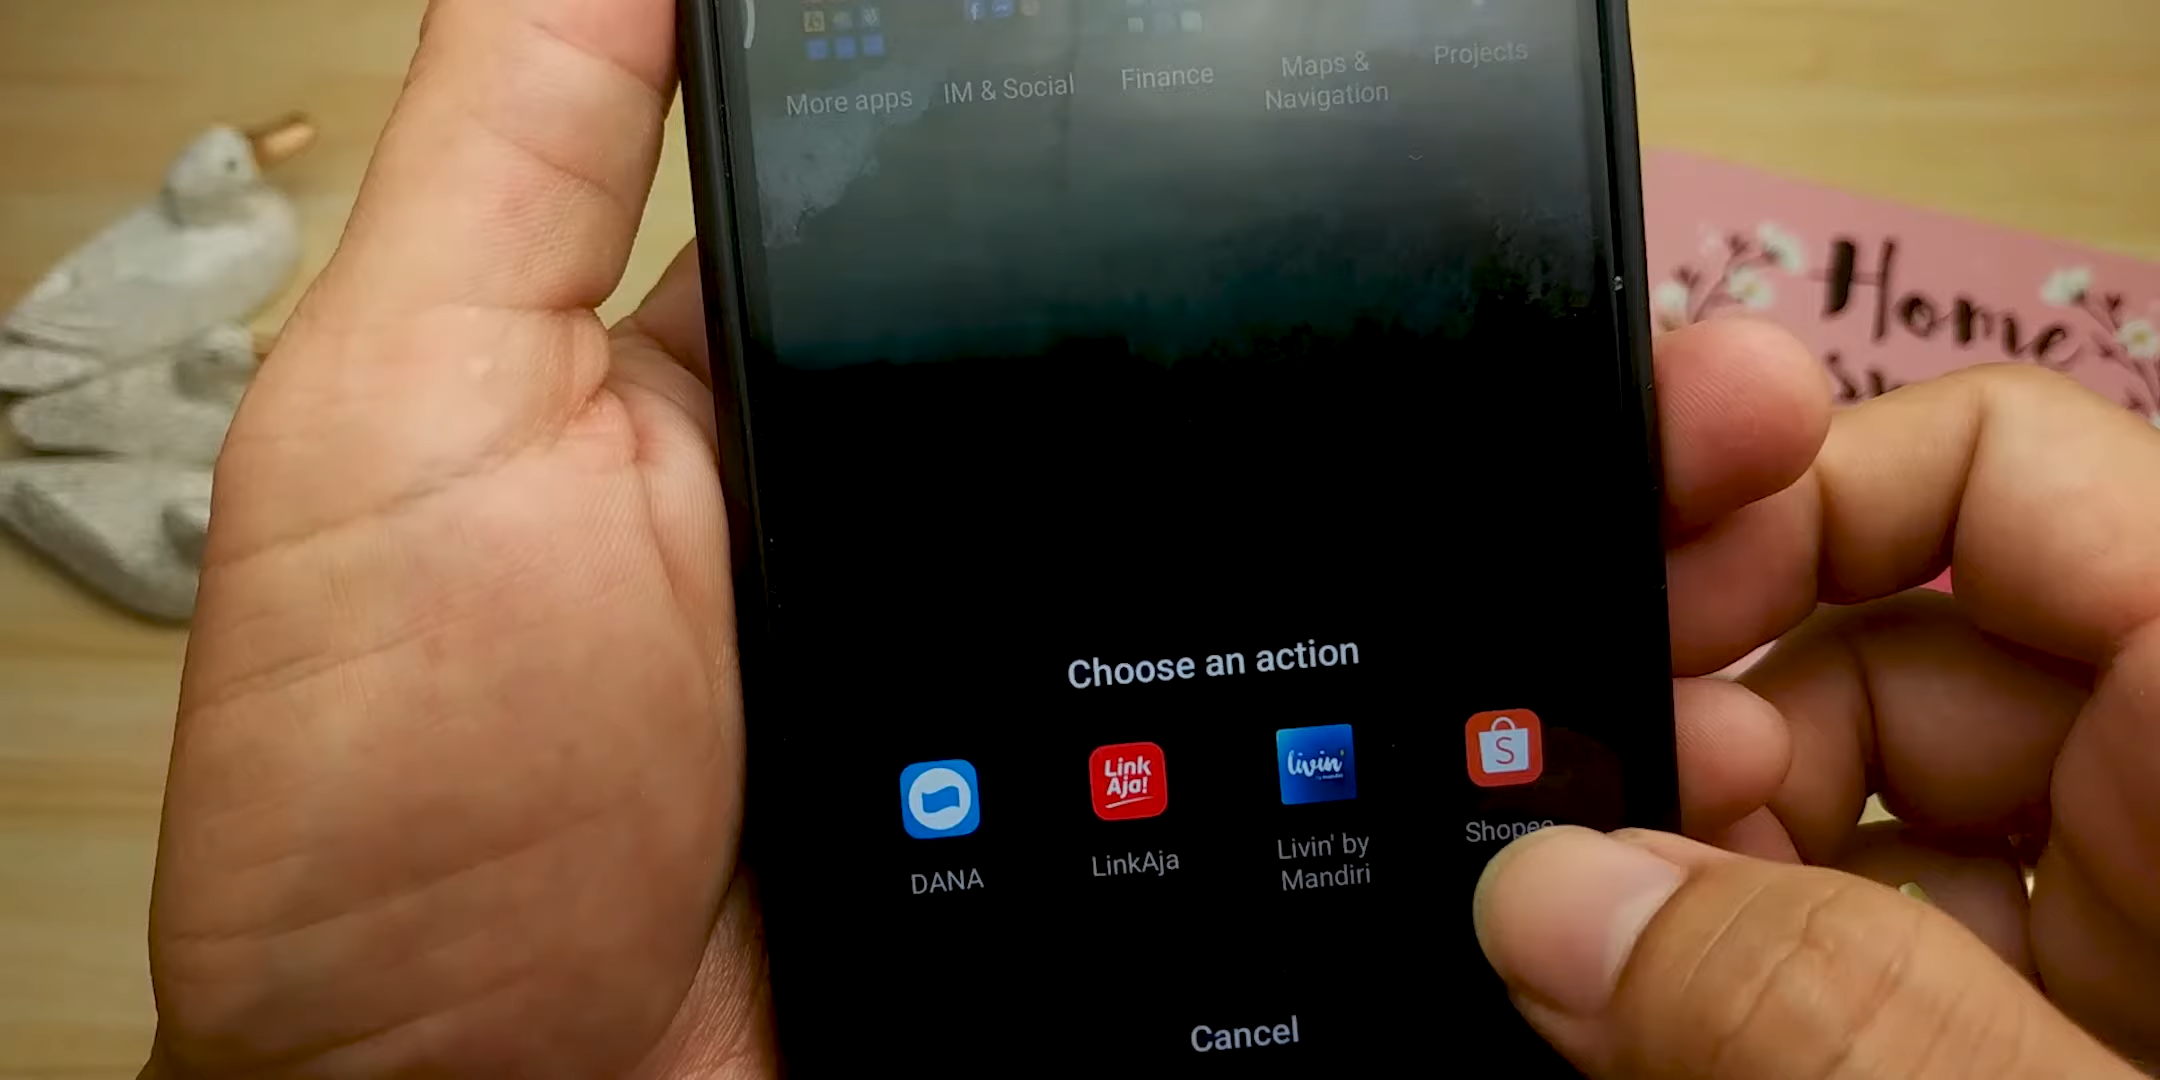 More apps
IM & Social
Finance
Maps &
Navigation
Projects
Home
Choose an action
Link
Aja!
livin'
S
DANA
LinkAja
Livin' by
Mandiri
Shopee
Cancel